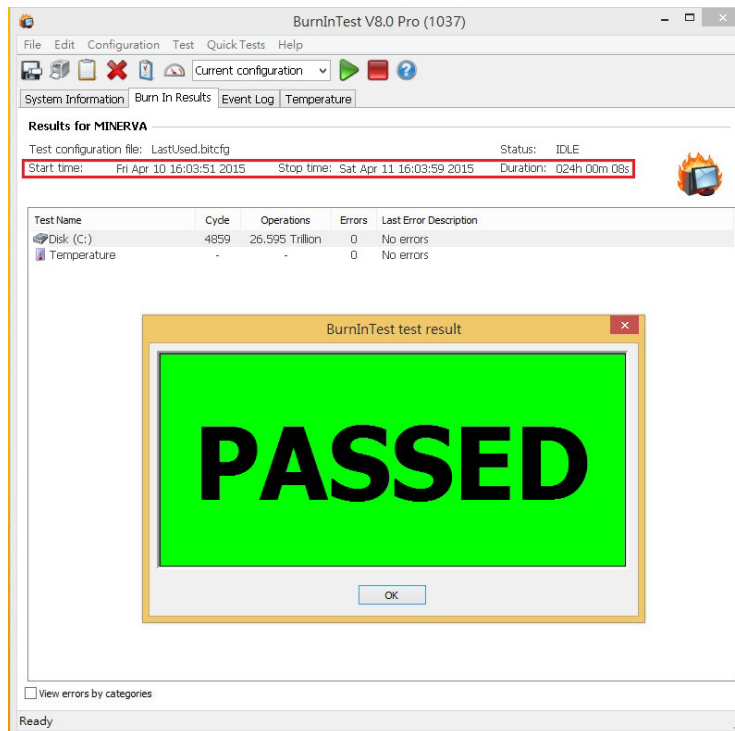 BurnInTest V8.0 Pro (1037)
File Edit Configuration Test Quick Tests Help
Current configuration
System Information Burn In Results Event Log Temperature
Results for MINERVA
Test configuration file: LastUsed.bitcfg Status: IDLE
Start time: Fri Apr 10 16:03:51 2015 Stop time: Sat Apr 11 16:03:59 2015 Duration: 024h 00m 08s
Test Name Cycle Operations Errors Last Error Description
Disk (C:) 4859 26.595 Trillion 0 No errors
Temperature - - 0 No errors
BurnInTest test result
PASSED
OK
View errors by categories
Ready